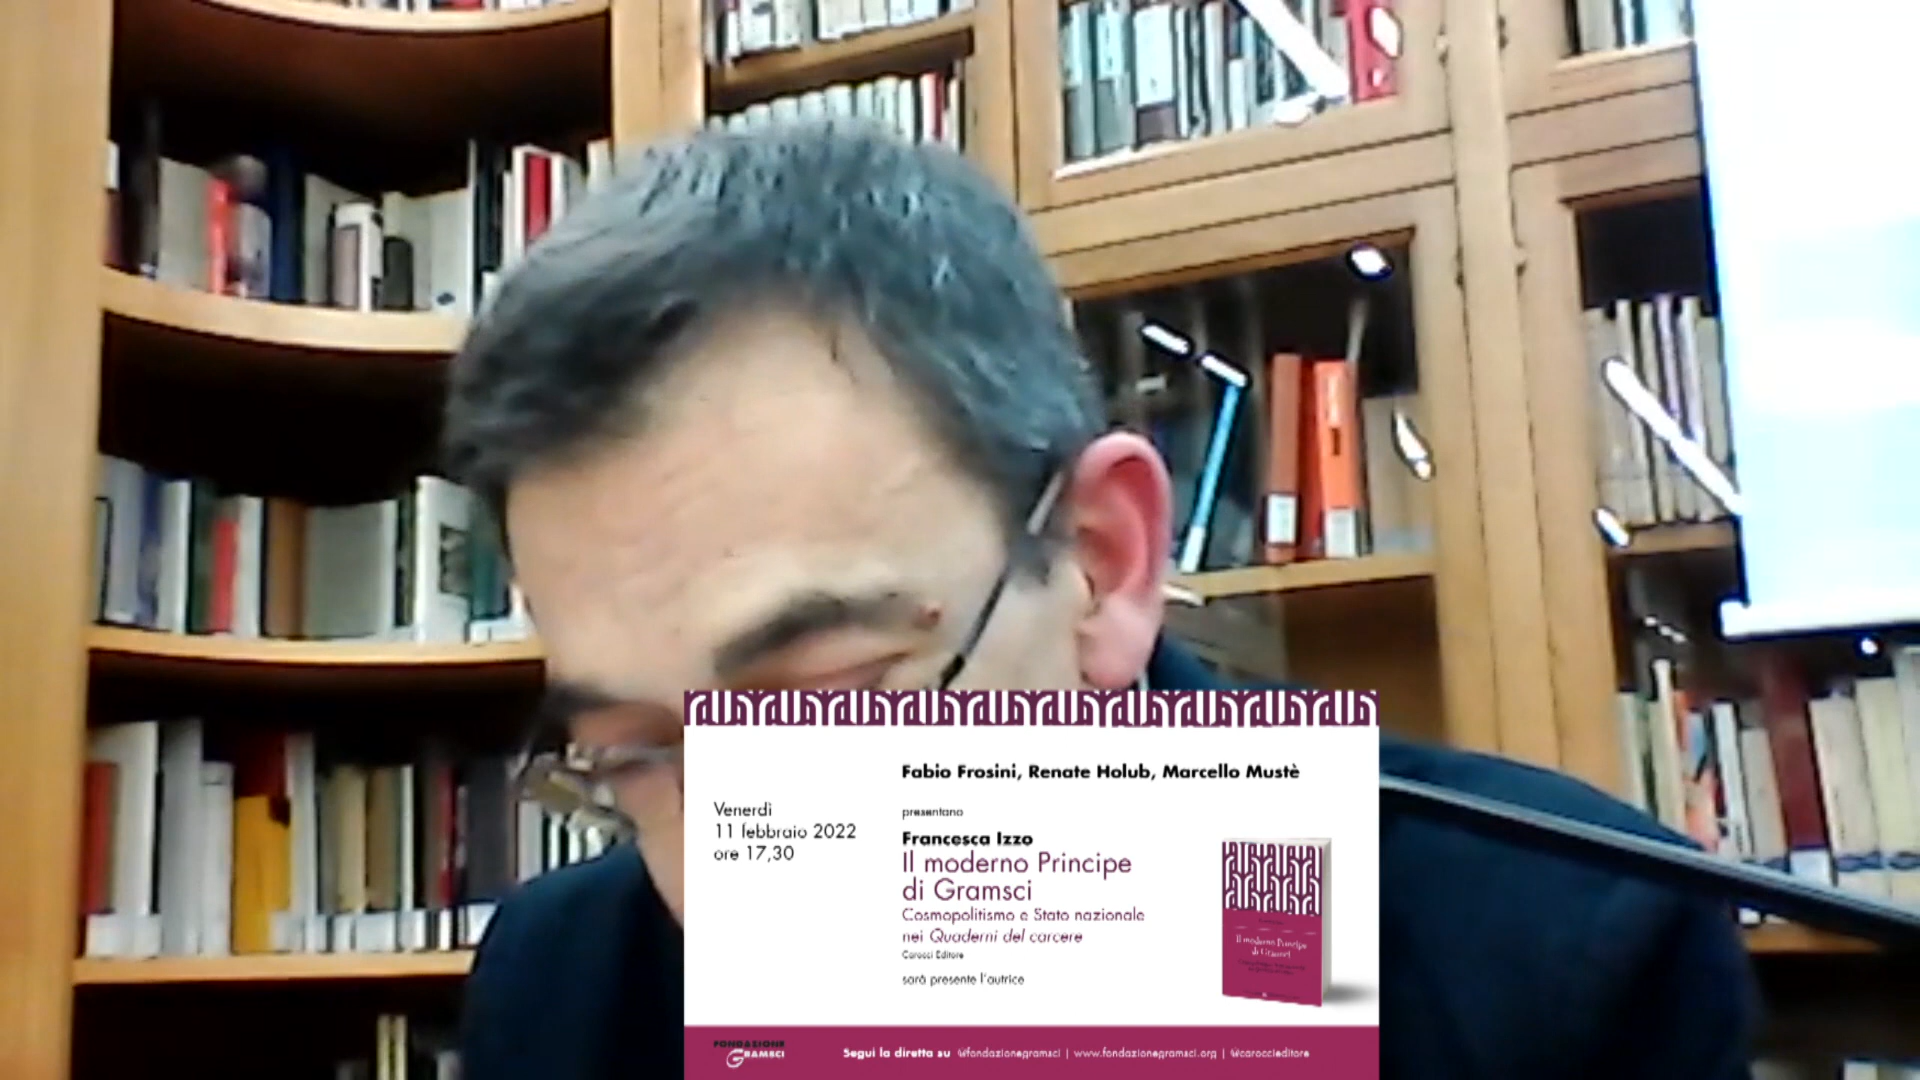 Fabio Frosini, Renate Holub, Marcello Mustè
Venerdì
11 febbraio 2022
ore 17,30
presentano
Francesca Izzo
Il moderno Principe
di Gramsci
Cosmopolitismo e Stato nazionale
nei Quaderni del carcere
Carocci Editore
sarà presente l'autrice
Il moderno Principe
di Gramsci
FONDAZIONE
GRAMSCI
Segui la diretta su @fondazionegramsci | www.fondazionegramsci.org | @caroccieditore